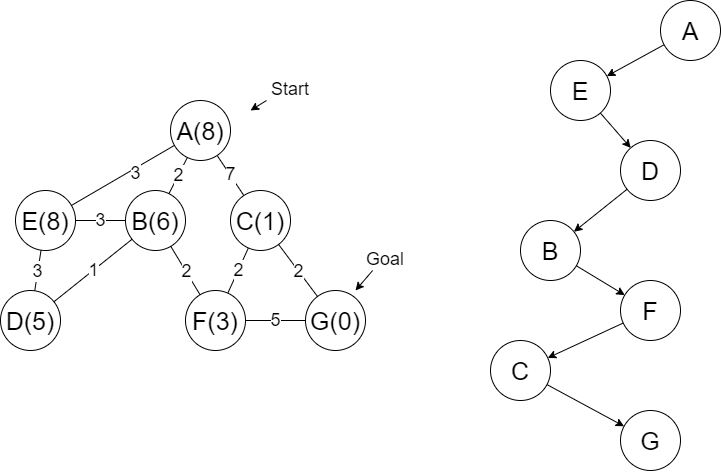 Start
A(8)
3
2
7
E(8)
3
B(6)
C(1)
3
1
2
2
2
Goal
D(5)
F(3)
5
G(0)
A
E
D
B
F
C
G